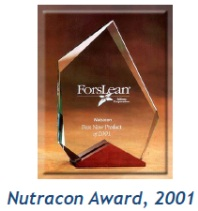 ForsLean
Nutracon
Best New Product
of 2001
Nutracon Award, 2001